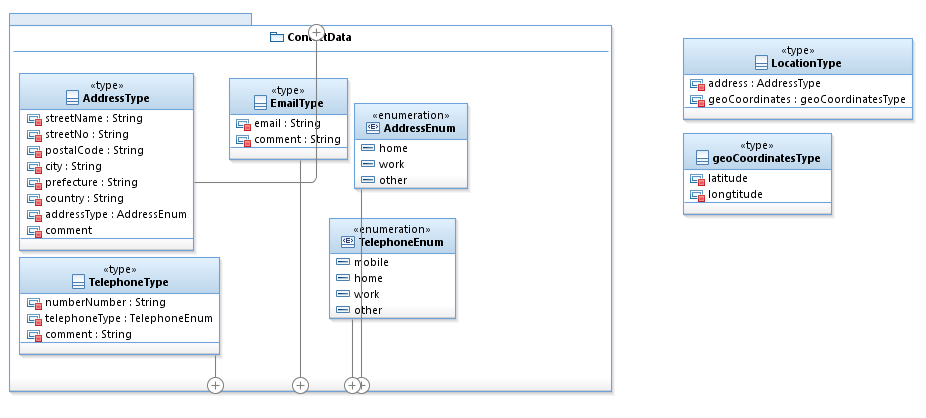 ContactData
«type»
AddressType
streetName : String
streetNo : String
postalCode : String
city : String
prefecture : String
country : String
addressType : AddressEnum
comment
«type»
EmailType
email : String
comment : String
«enumeration»
AddressEnum
home
work
other
«type»
TelephoneType
numberNumber : String
telephoneType : TelephoneEnum
comment : String
«enumeration»
TelephoneEnum
mobile
home
work
other
«type»
LocationType
address : AddressType
geoCoordinates : geoCoordinatesType
«type»
geoCoordinatesType
latitude
longtitude